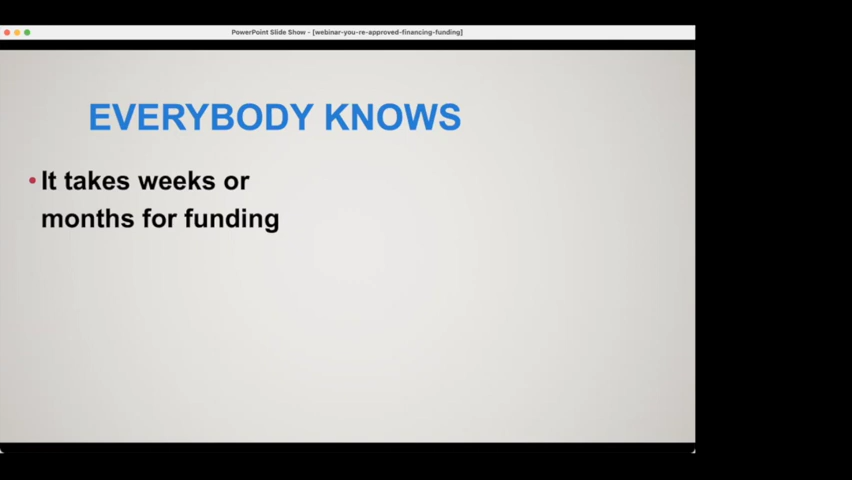 PowerPoint Slide Show - [webinar-you-re-approved-financing-funding]
EVERYBODY KNOWS
• It takes weeks or
months for funding